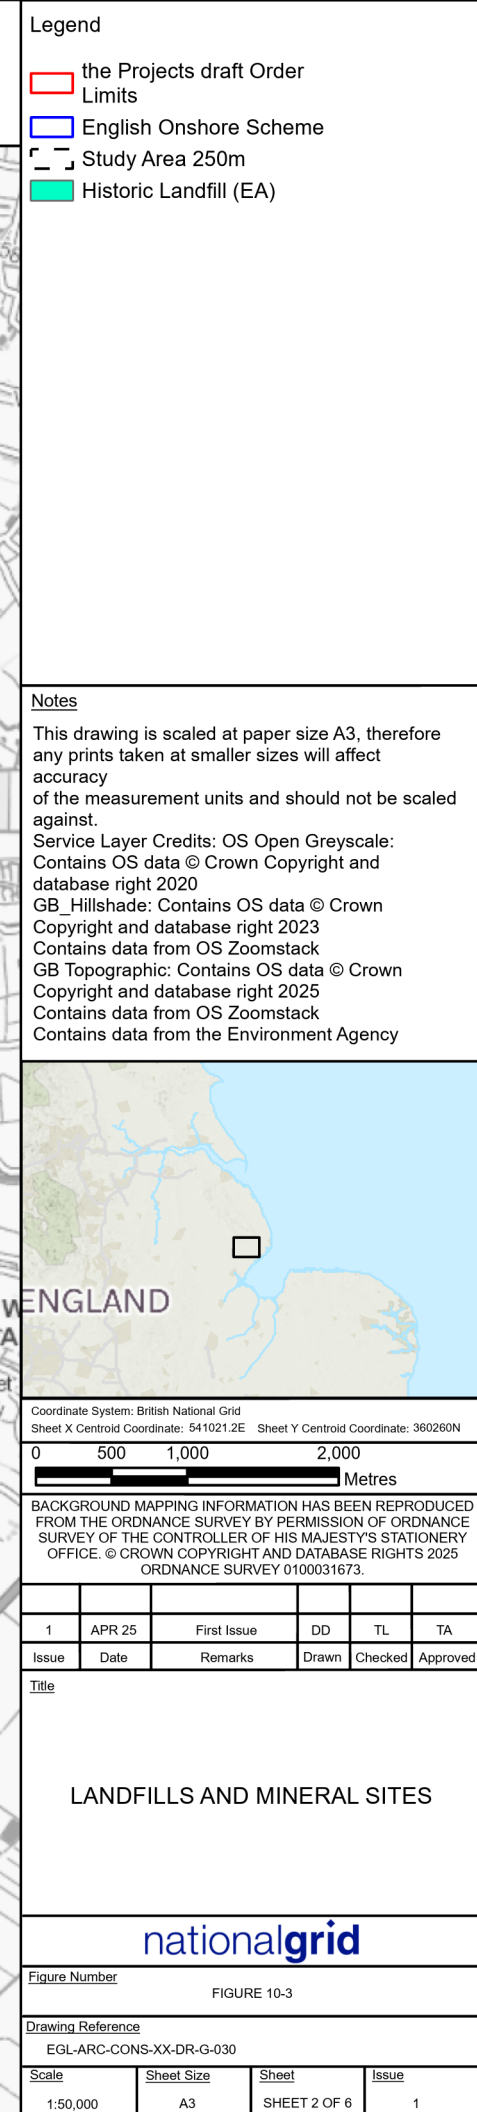 Legend
the Projects draft Order
Limits
English Onshore Scheme
Study Area 250m
Historic Landfill (EA)
Notes
This drawing is scaled at paper size A3, therefore
any prints taken at smaller sizes will affect
accuracy
of the measurement units and should not be scaled
against.
Service Layer Credits: OS Open Greyscale:
Contains OS data © Crown Copyright and
database right 2020
GB_Hillshade: Contains OS data © Crown
Copyright and database right 2023
Contains data from OS Zoomstack
GB Topographic: Contains OS data © Crown
Copyright and database right 2025
Contains data from OS Zoomstack
Contains data from the Environment Agency
ENGLAND
Coordinate System: British National Grid
Sheet X Centroid Coordinate: 541021.2E Sheet Y Centroid Coordinate: 360260N
0 500 1,000 2,000
Metres
BACKGROUND MAPPING INFORMATION HAS BEEN REPRODUCED
FROM THE ORDNANCE SURVEY BY PERMISSION OF ORDNANCE
SURVEY OF THE CONTROLLER OF HIS MAJESTY'S STATIONERY
OFFICE. © CROWN COPYRIGHT AND DATABASE RIGHTS 2025
ORDNANCE SURVEY 0100031673.
1 APR 25 First Issue DD TL TA
Issue Date Remarks Drawn Checked Approved
Title
LANDFILLS AND MINERAL SITES
nationalgrid
Figure Number
FIGURE 10-3
Drawing Reference
EGL-ARC-CONS-XX-DR-G-030
Scale Sheet Size Sheet Issue
1:50,000 A3 SHEET 2 OF 6 1